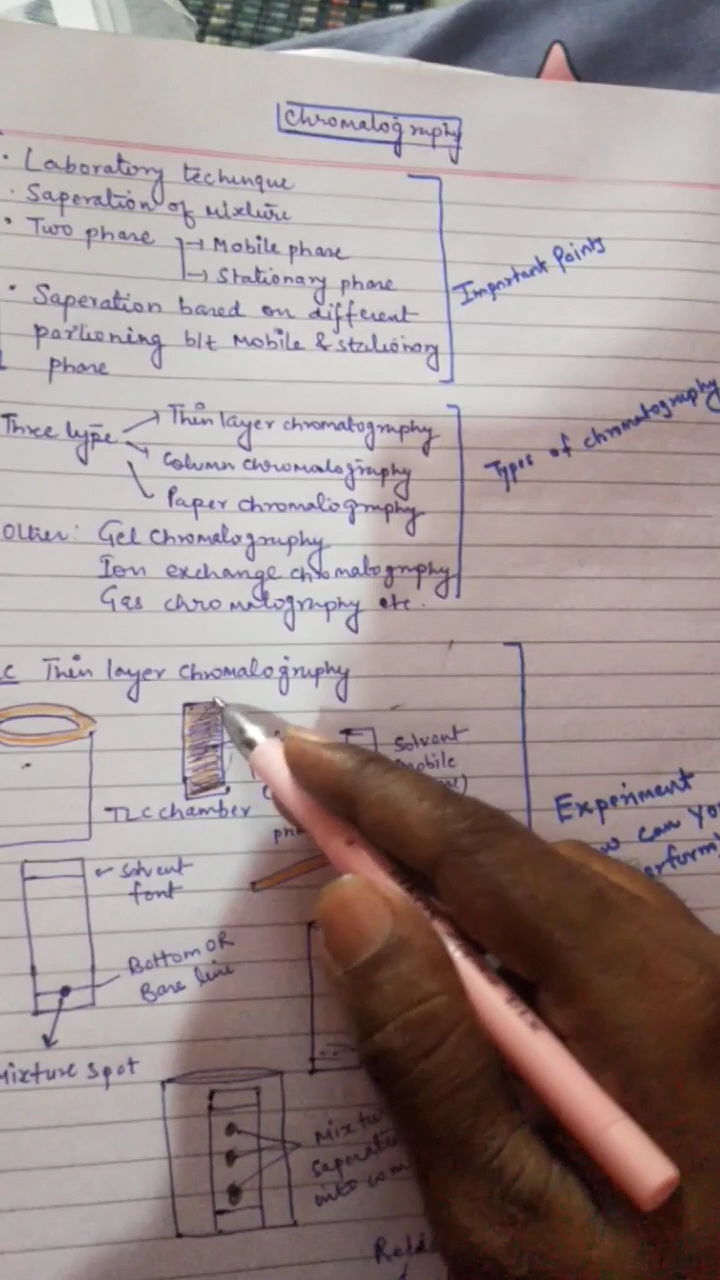 Chromatography
• Laboratory techinque
• Saperation of mixture
• Two phase → Mobile phase
→ Stationary phase
• Saperation based on different
partioning b/t Mobile & stationary
phase
Important Points
Three type → Thin layer chromatography
Column chromatography
Paper chromatography
Other: Gel chromatography
Ion exchange chromatography
Gas chromatography etc.
Types of chromatography
Thin layer chromatography
Solvent
TLC chamber
Experiment
can
Solvent
font
Bottom OR
Base line
Mixture spot